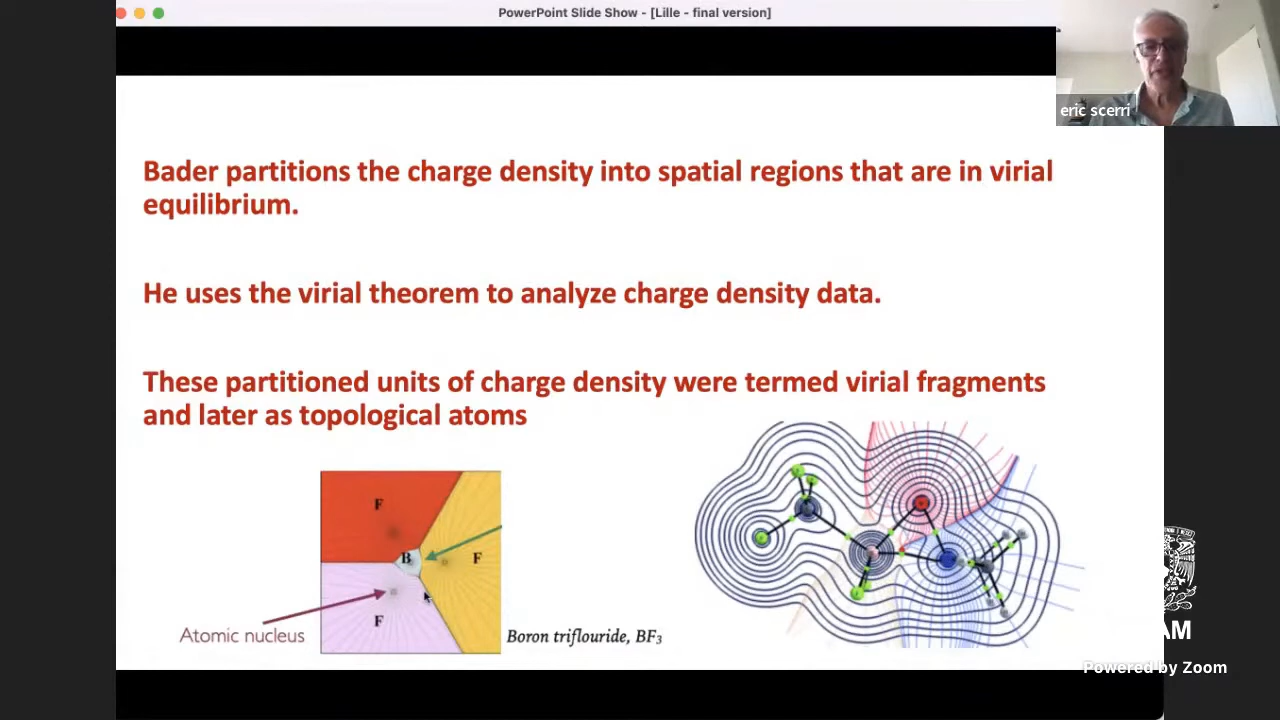 PowerPoint Slide Show - [Lille - final version]
eric scerri
Bader partitions the charge density into spatial regions that are in virial
equilibrium.
He uses the virial theorem to analyze charge density data.
These partitioned units of charge density were termed virial fragments
and later as topological atoms
F
B
F
F
Atomic nucleus
Boron triflouride, BF₃
AM
Powered by Zoom